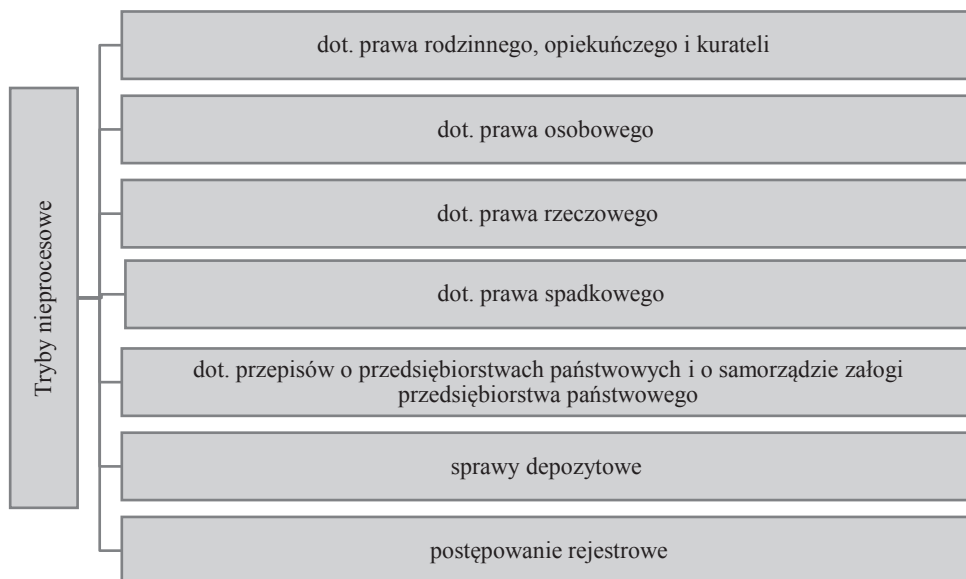 Tryby nieprocesowe
dot. prawa rodzinnego, opiekuńczego i kurateli
dot. prawa osobowego
dot. prawa rzeczowego
dot. prawa spadkowego
dot. przepisów o przedsiębiorstwach państwowych i o samorządzie załogi
przedsiębiorstwa państwowego
sprawy depozytowe
postępowanie rejestrowe